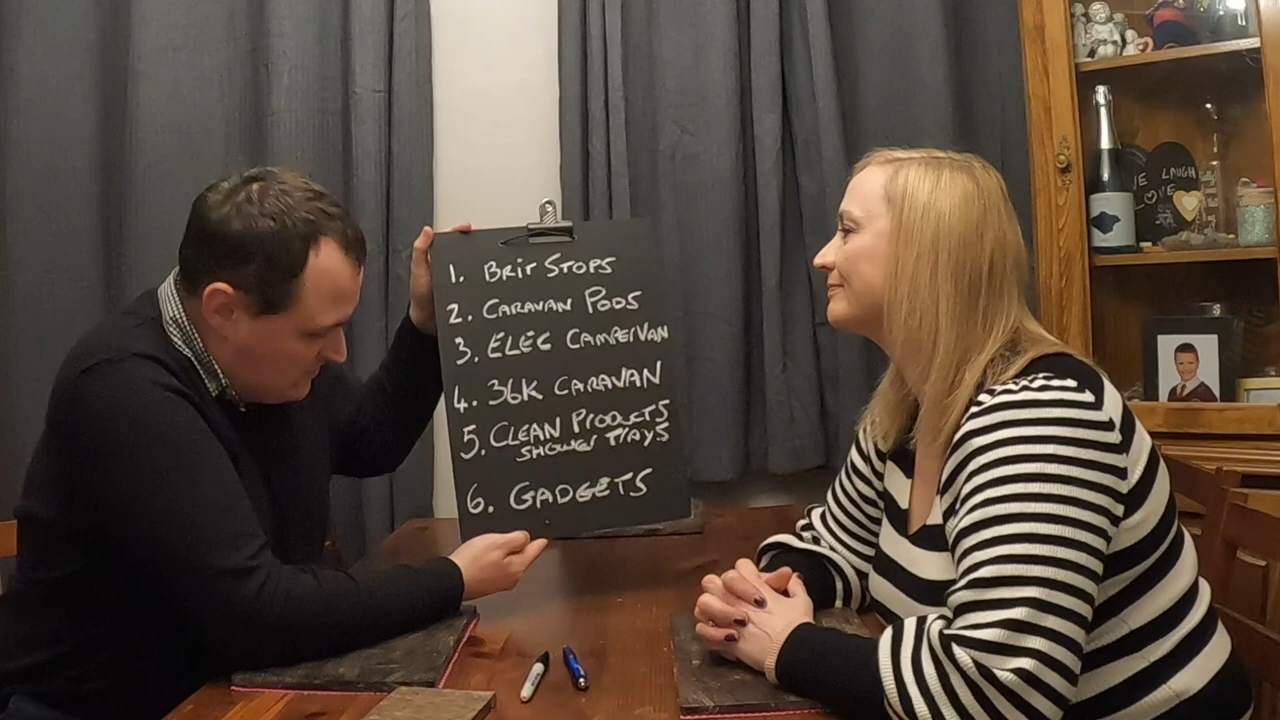 1. BRIT STOPS
2. CARAVAN PODS
3. ELEC CAMPERVAN
4. 36K CARAVAN
5. CLEAN PRODUCTS
SHOWER TRAYS
6. GADGETS
LAUGH
LOVE